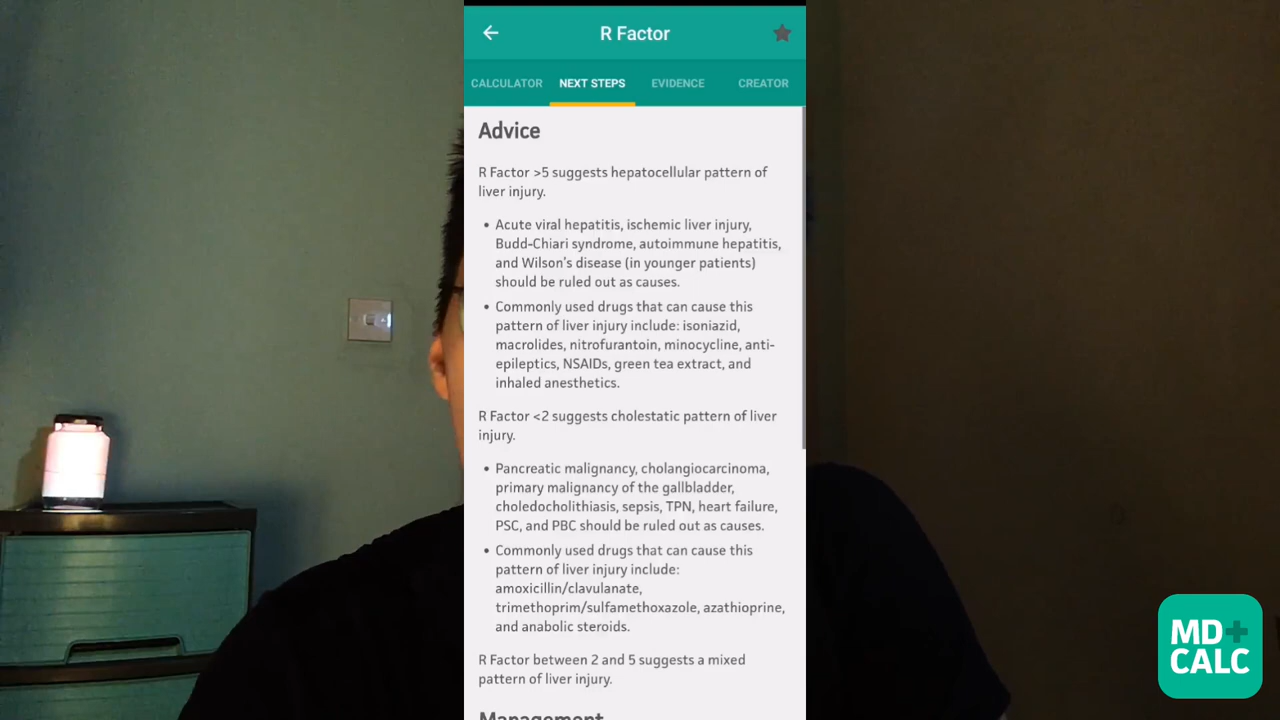 R Factor
CALCULATOR NEXT STEPS EVIDENCE CREATOR
Advice
R Factor >5 suggests hepatocellular pattern of
liver injury.
• Acute viral hepatitis, ischemic liver injury,
Budd-Chiari syndrome, autoimmune hepatitis,
and Wilson's disease (in younger patients)
should be ruled out as causes.
• Commonly used drugs that can cause this
pattern of liver injury include: isoniazid,
macrolides, nitrofurantoin, minocycline, anti-
epileptics, NSAIDs, green tea extract, and
inhaled anesthetics.
R Factor <2 suggests cholestatic pattern of liver
injury.
• Pancreatic malignancy, cholangiocarcinoma,
primary malignancy of the gallbladder,
choledocholithiasis, sepsis, TPN, heart failure,
PSC, and PBC should be ruled out as causes.
• Commonly used drugs that can cause this
pattern of liver injury include:
amoxicillin/clavulanate,
trimethoprim/sulfamethoxazole, azathioprine,
and anabolic steroids.
R Factor between 2 and 5 suggests a mixed
pattern of liver injury.
Management
MD+
CALC